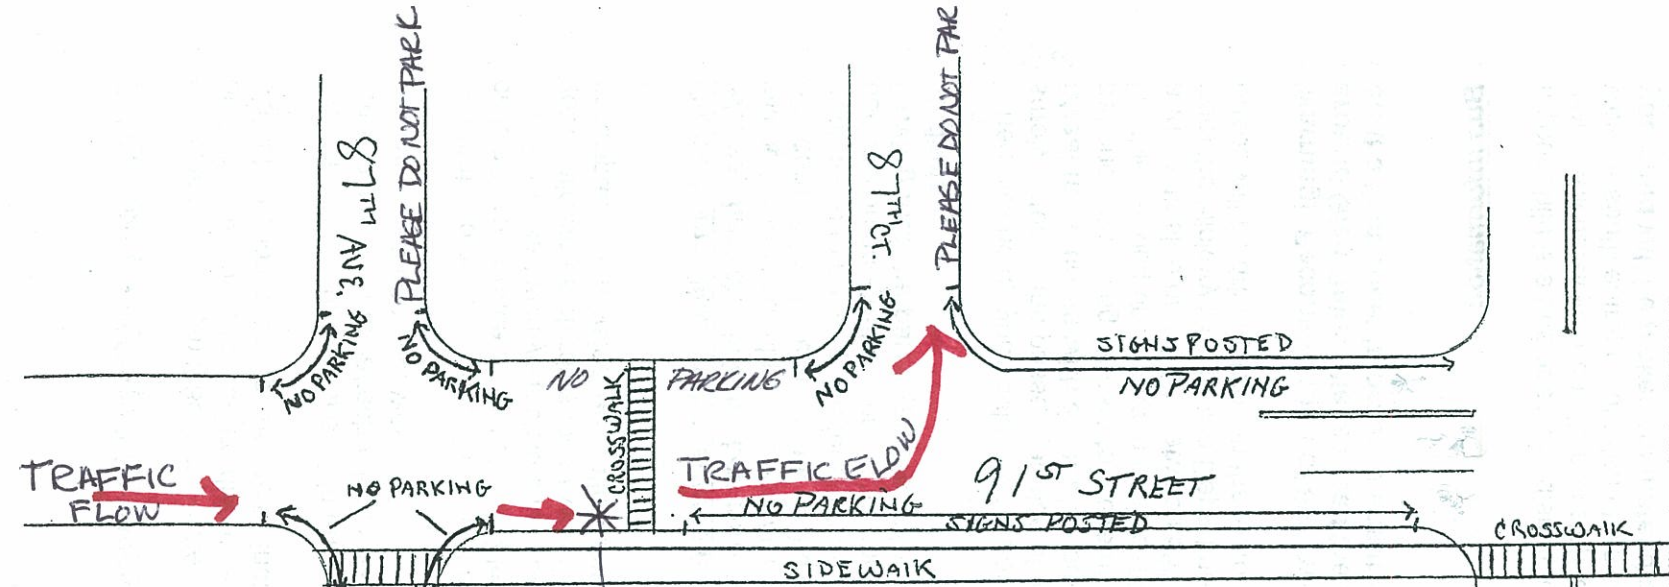 PLEASE DO NOT PARK
PLEASE DO NOT PAR
87TH AVE.
87TH CT.
NO PARKING
NO PARKING
NO PARKING
SIGNS POSTED
NO PARKING
NO
PARKING
CROSSWALK
TRAFFIC
FLOW
NO PARKING
TRAFFIC FLOW
91ST STREET
NO PARKING
SIGNS POSTED
CROSSWALK
SIDEWALK